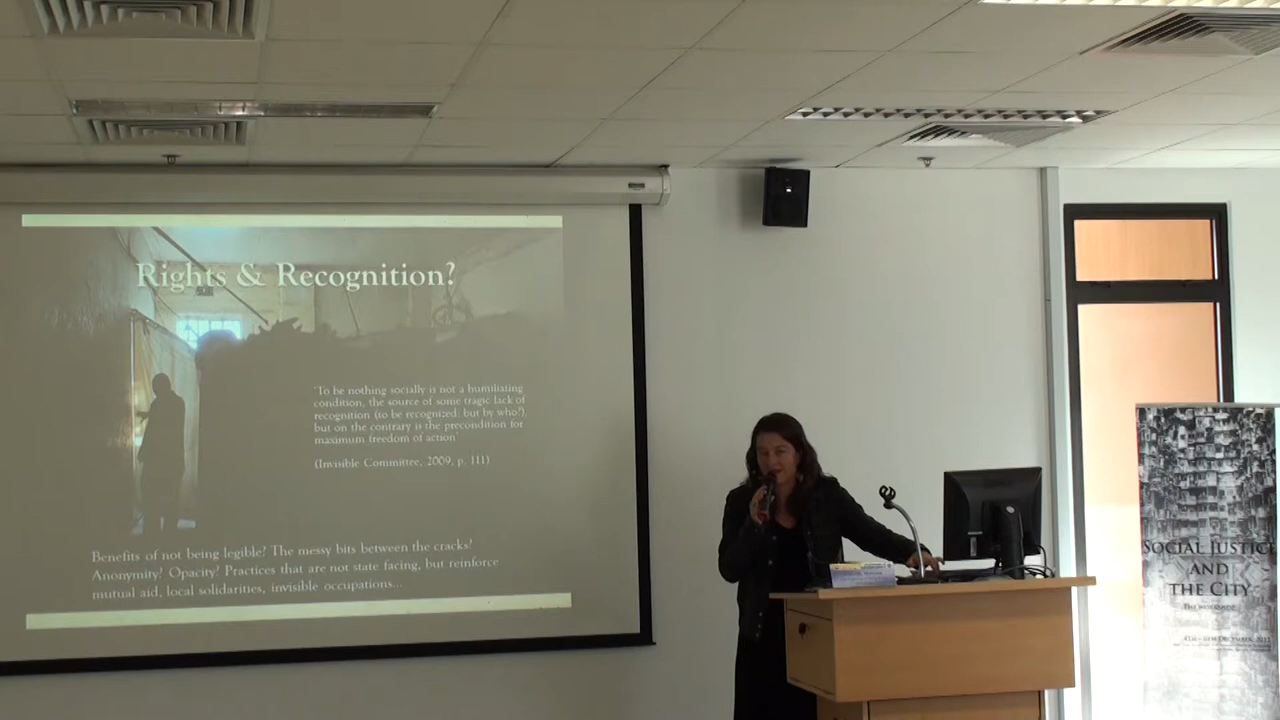 Rights & Recognition?
'To be nothing socially is not a humiliating
condition, the source of some tragic lack of
recognition (to be recognized: but by who?),
but on the contrary is the precondition for
maximum freedom of action'
(Invisible Committee, 2009, p. 111)
Benefits of not being legible? The messy bits between the cracks?
Anonymity? Opacity? Practices that are not state facing, but reinforce
mutual aid, local solidarities, invisible occupations...
SOCIAL JUSTICE
AND
THE CITY